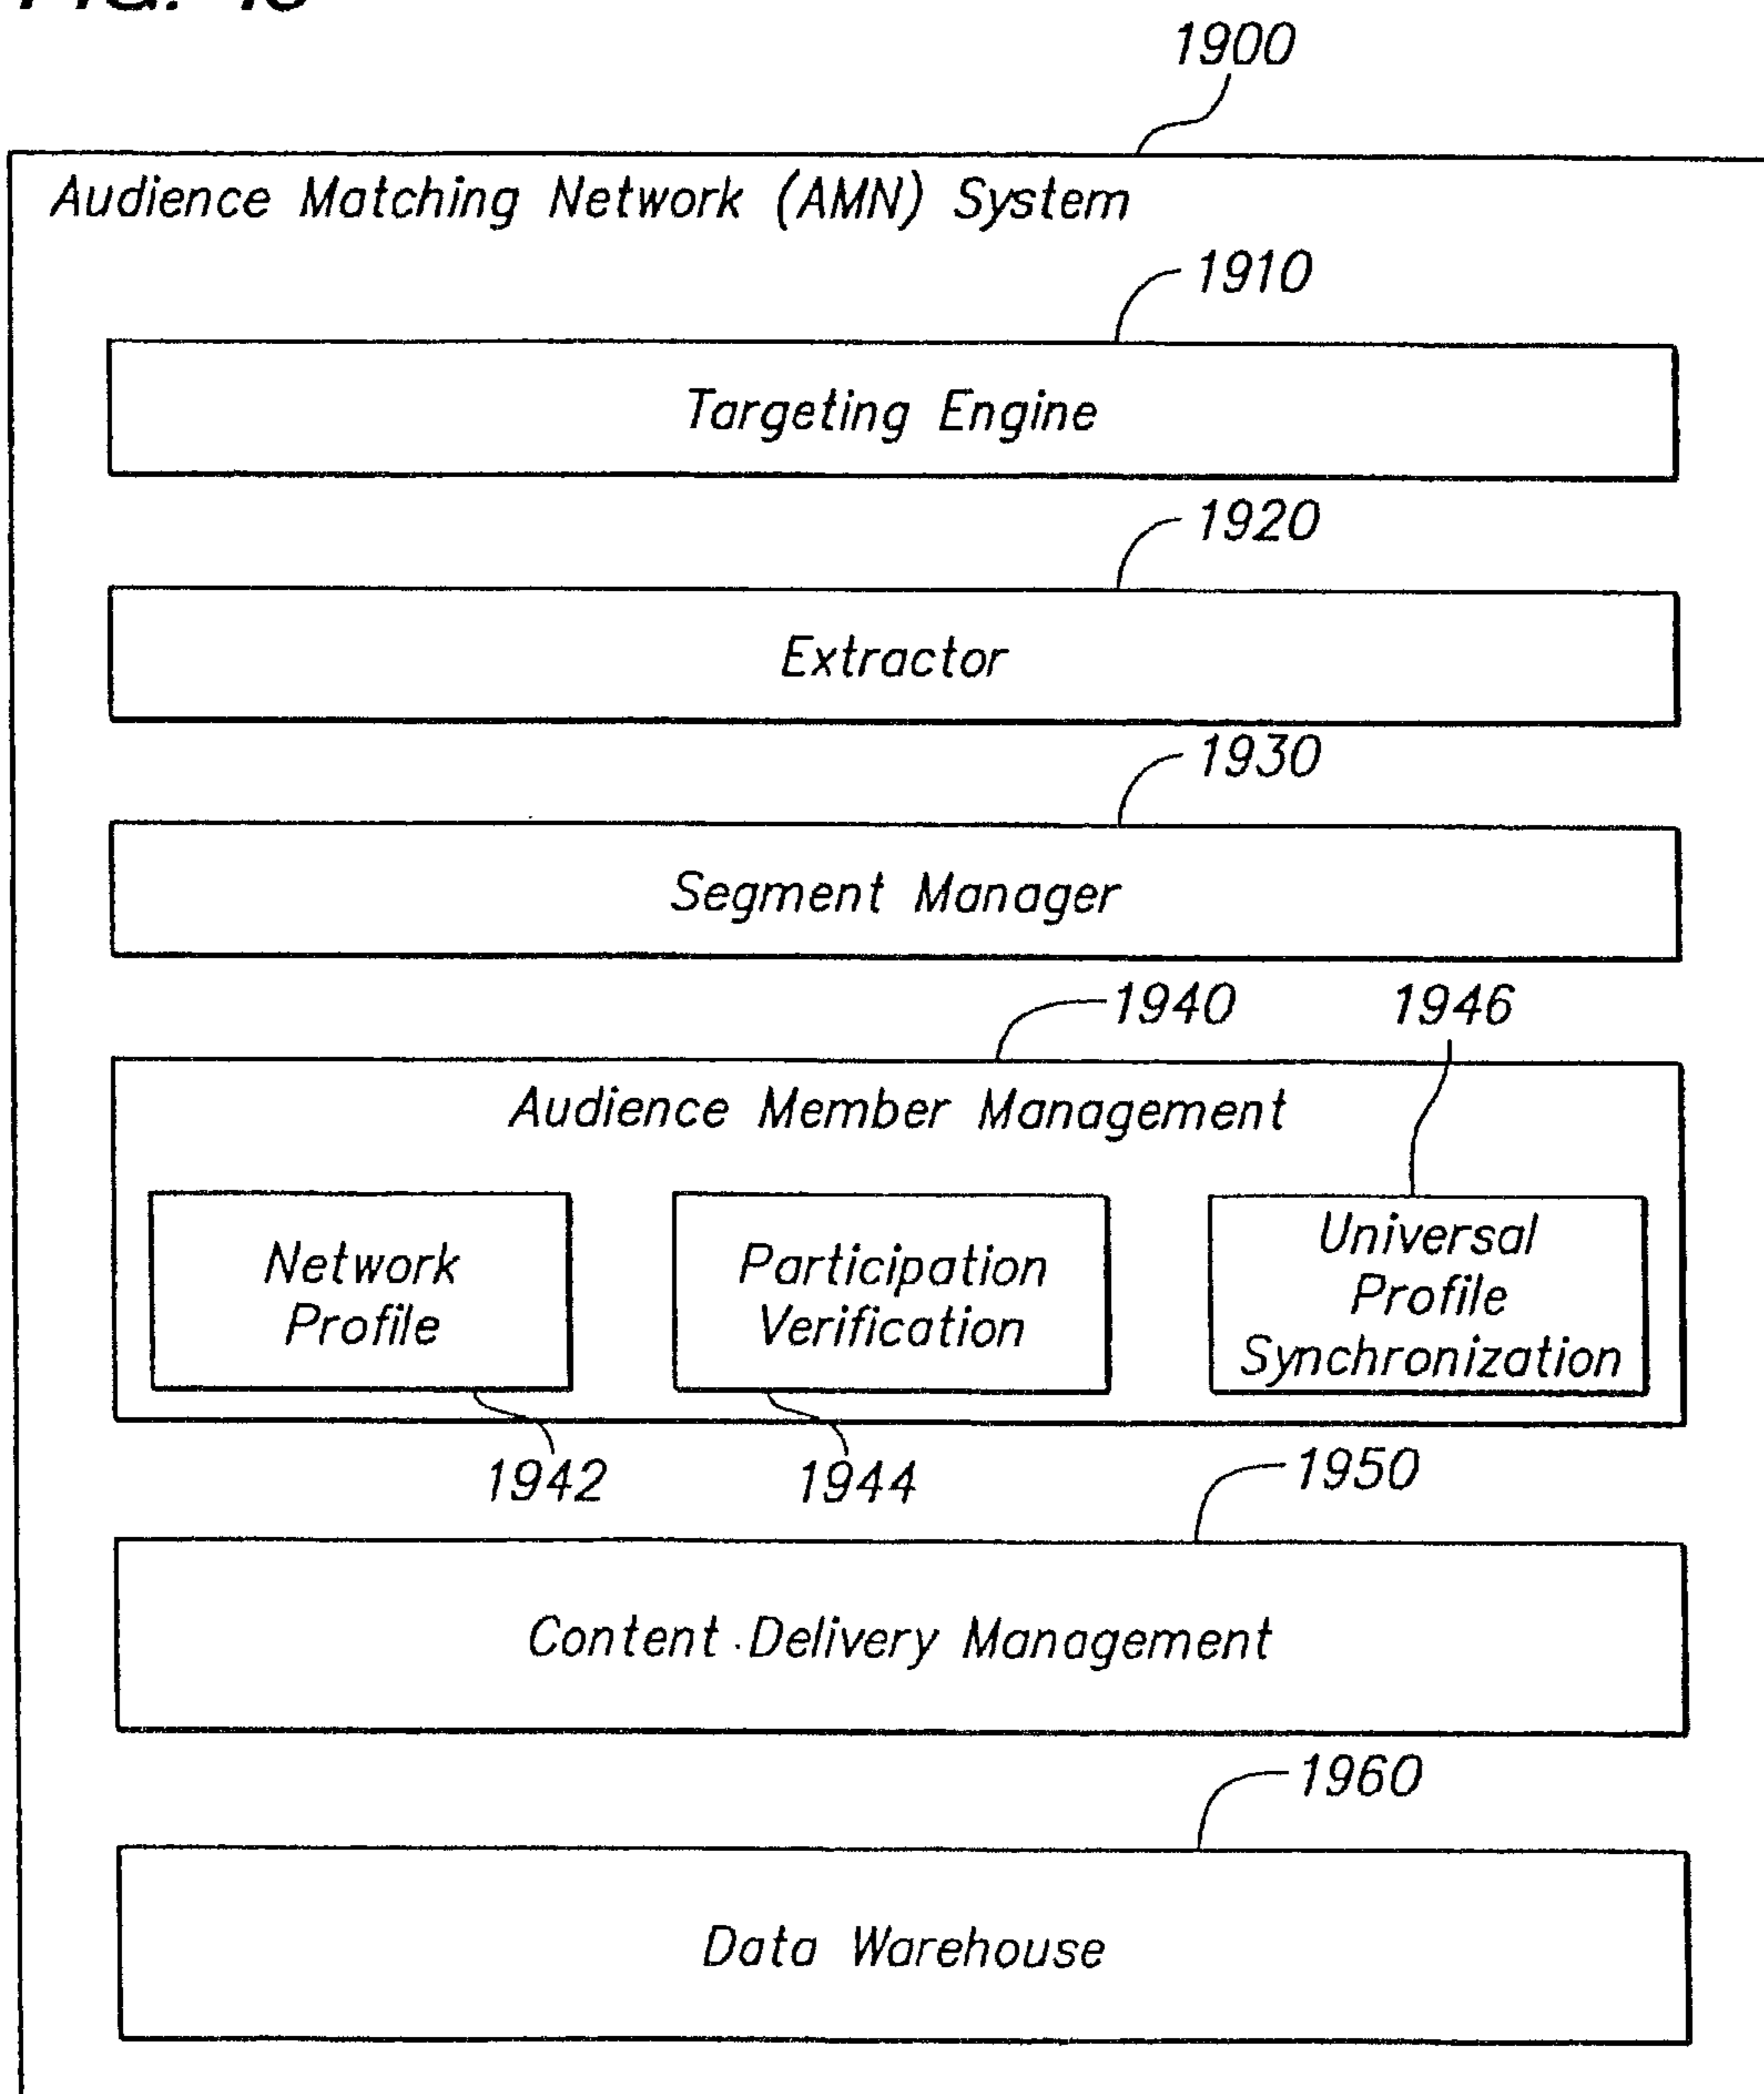 1900
Audience Matching Network (AMN) System
1910
Targeting Engine
1920
Extractor
1930
Segment Manager
1940
1946
Audience Member Management
Network
Profile
Participation
Verification
Universal
Profile
Synchronization
1942
1944
1950
Content Delivery Management
1960
Data Warehouse